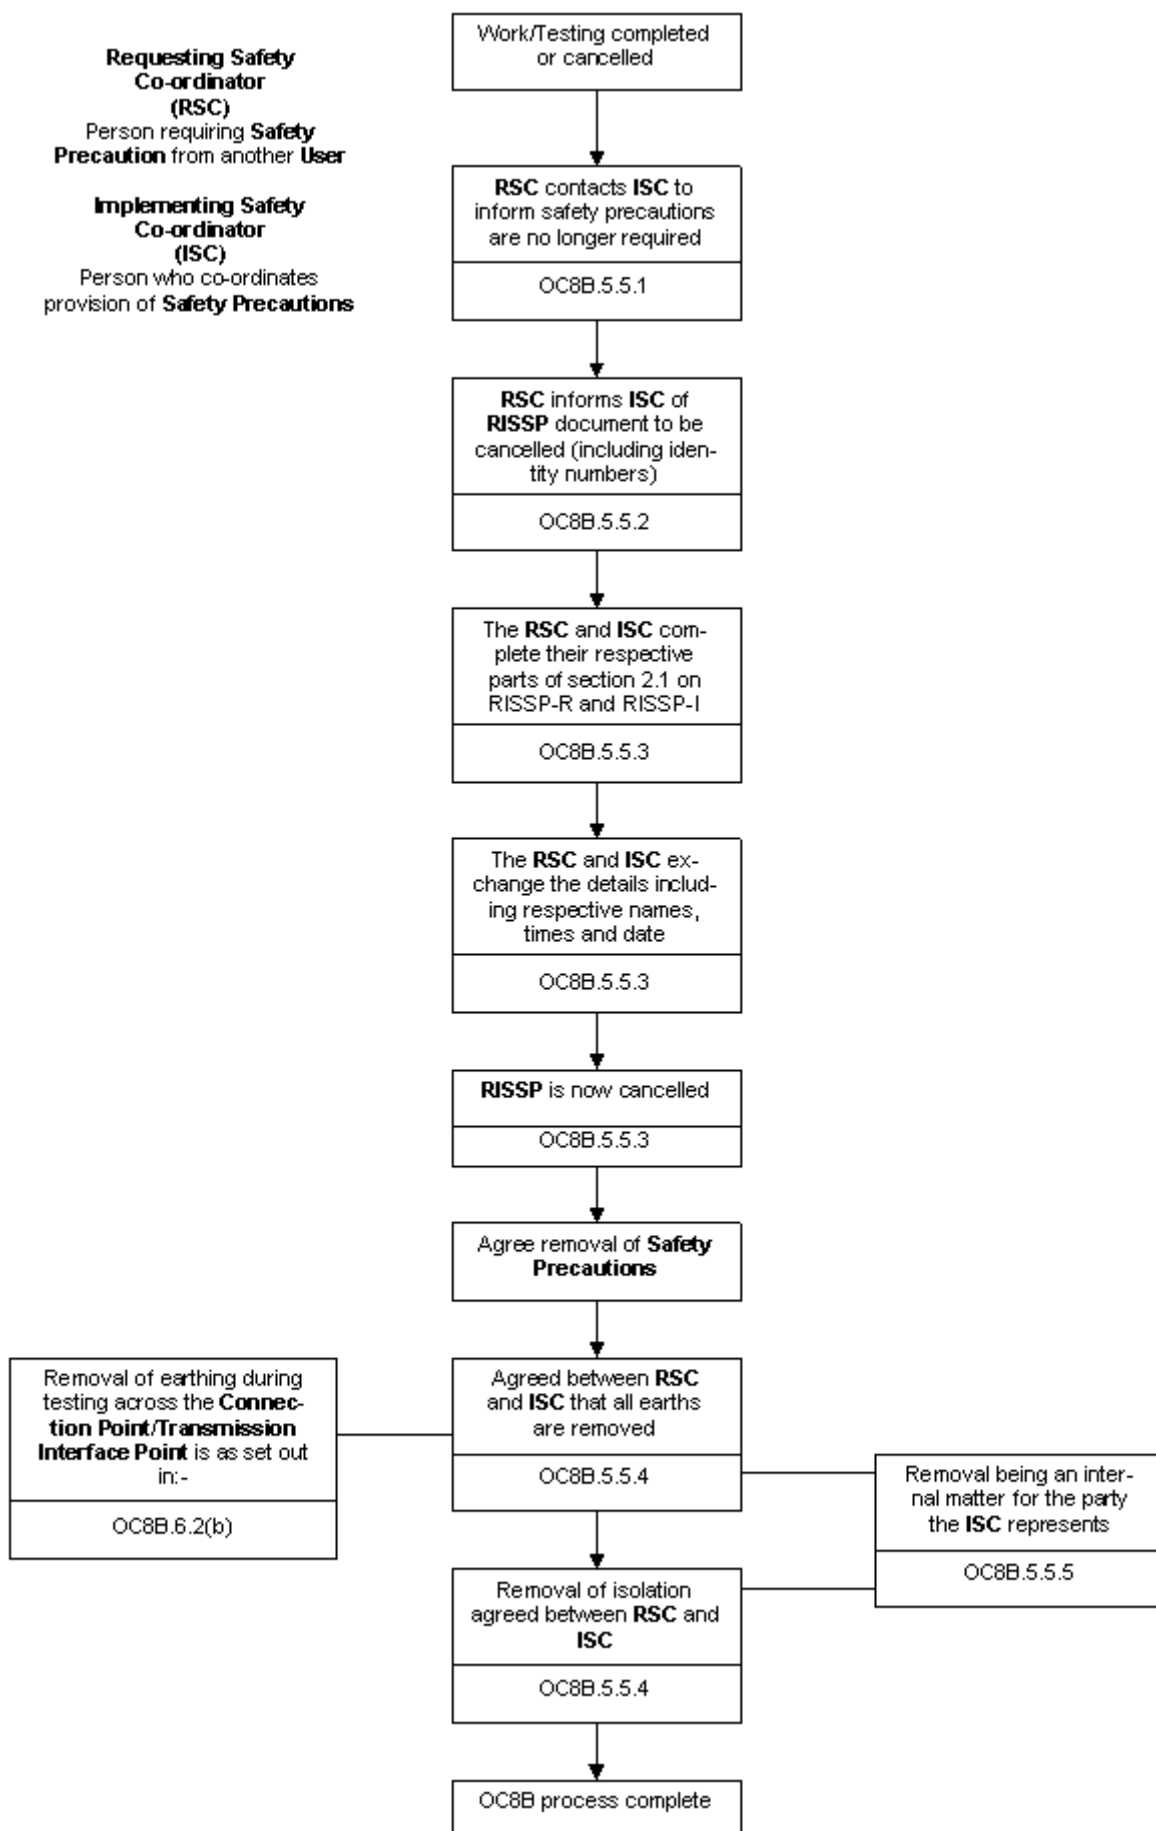 Work/Testing completed
or cancelled
Requesting Safety
Co-ordinator
(RSC)
Person requiring Safety
Precaution from another User
Implementing Safety
Co-ordinator
(ISC)
Person who co-ordinates
provision of Safety Precautions
RSC contacts ISC to
inform safety precautions
are no longer required
OC8B.5.5.1
RSC informs ISC of
RISSP document to be
cancelled (including iden-
tity numbers)
OC8B.5.5.2
The RSC and ISC com-
plete their respective
parts of section 2.1 on
RISSP-R and RISSP-I
OC8B.5.5.3
The RSC and ISC ex-
change the details includ-
ing respective names,
times and date
OC8B.5.5.3
RISSP is now cancelled
OC8B.5.5.3
Agree removal of Safety
Precautions
Removal of earthing during
testing across the Connec-
tion Point/Transmission
Interface Point is as set out
in:-
OC8B.6.2(b)
Agreed between RSC
and ISC that all earths
are removed
OC8B.5.5.4
Removal being an inter-
nal matter for the party
the ISC represents
OC8B.5.5.5
Removal of isolation
agreed between RSC and
ISC
OC8B.5.5.4
OC8B process complete